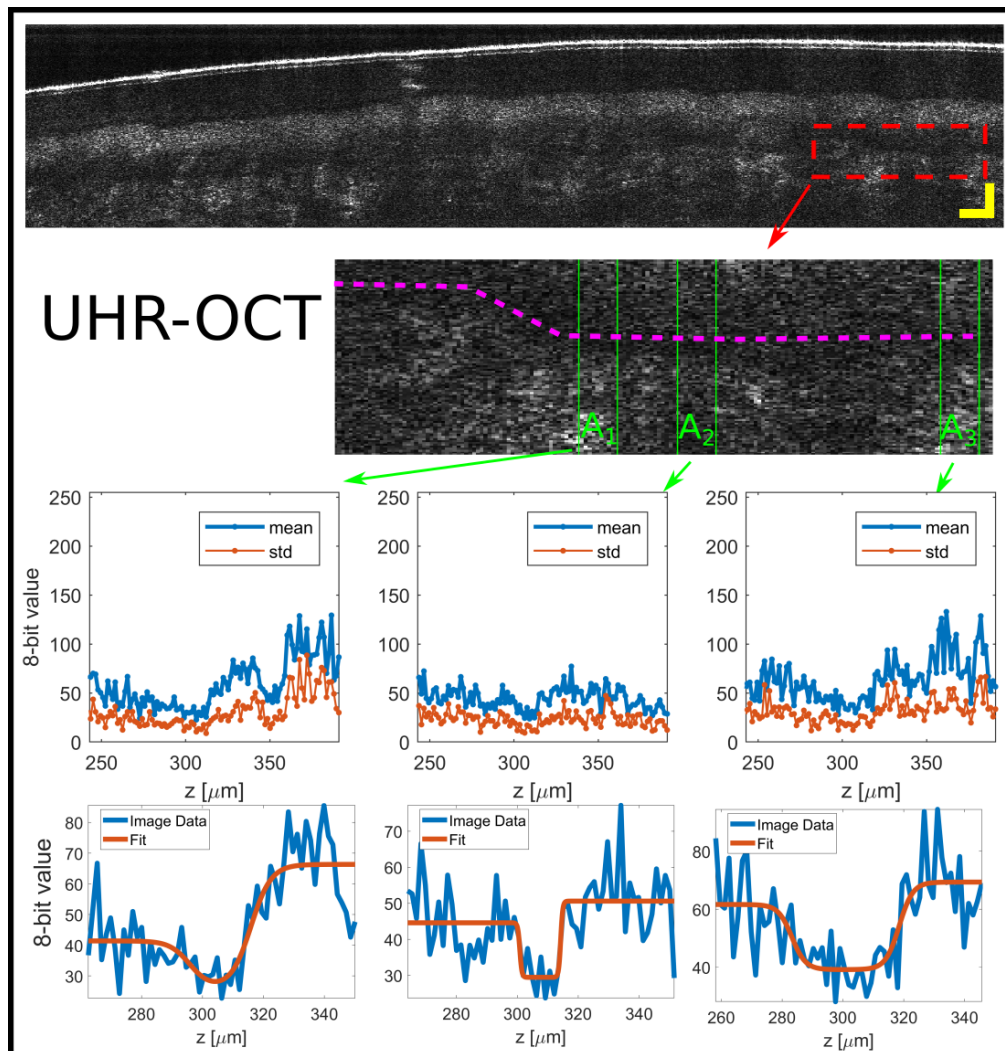 UHR-OCT
A1 A2 A3
250 250 250
mean mean mean
200 200 200
std std std
8-bit value
150 150 150
100 100 100
50 50 50
0 0 0
250 300 350 250 300 350 250 300 350
z [μm] z [μm] z [μm]
80 70 80
Image Data Image Data Image Data
Fit Fit Fit
70 60
8-bit value
60 50 60
50 40
40 40
30 30
280 300 320 340 280 300 320 340 260 280 300 320 340
z [μm] z [μm] z [μm]